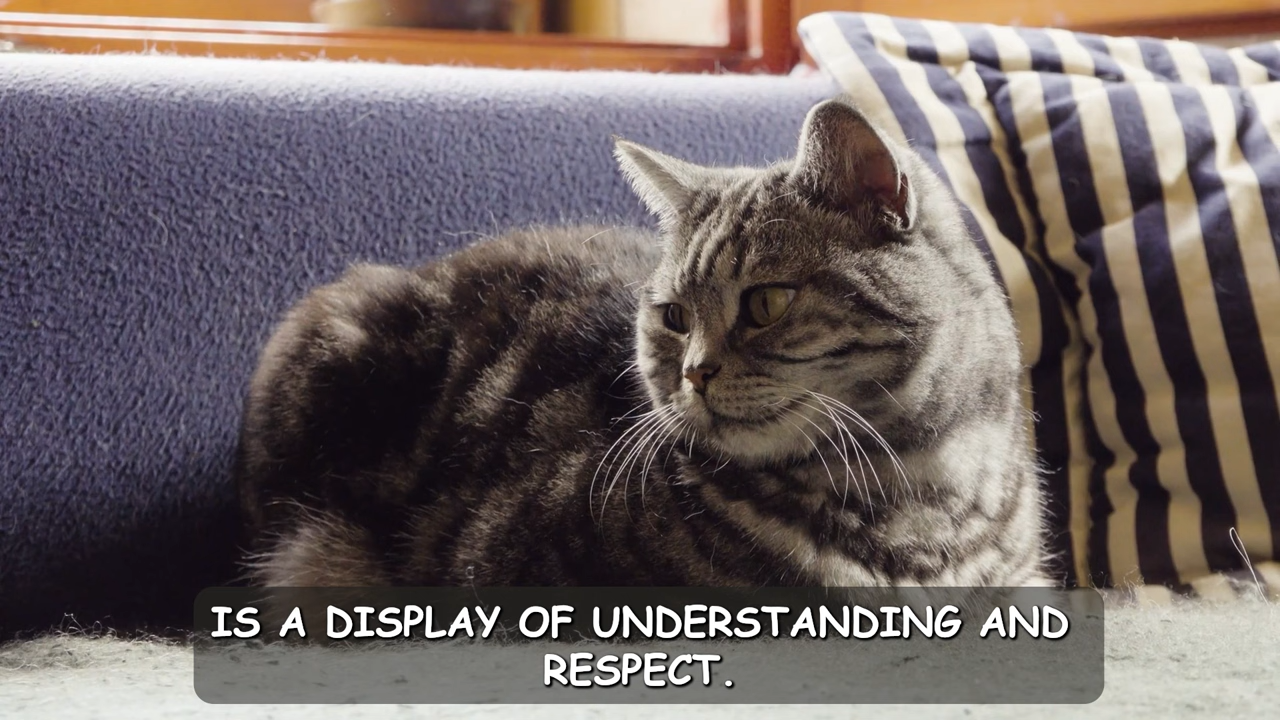 IS A DISPLAY OF UNDERSTANDING AND
RESPECT.